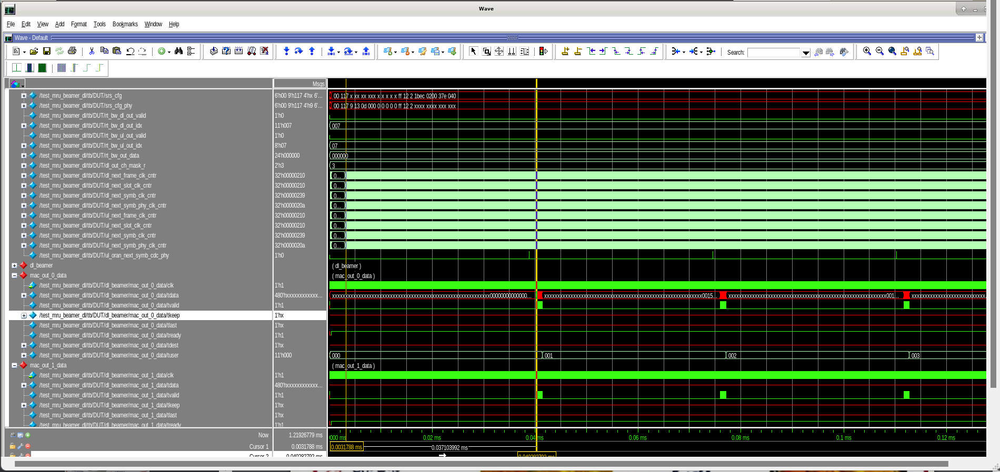 Wave
File Edit View Add Format Tools Bookmarks Window Help
Wave - Default
Search:
Msgs
/test_mru_beamer_dl/tb/DUT/srs_cfg 6'h00 9'h117 4'hx 6'... 00 117 x xx xx xxx x x x x x ff 12 2 1bec 0200 37e 040
/test_mru_beamer_dl/tb/DUT/srs_cfg_phy 6'h00 9'h117 4'h9 6'... 00 117 9 13 0d 000 0 0 0 0 0 ff 12 2 xxxx xxxx xxx xxx
/test_mru_beamer_dl/tb/DUT/rt_bw_dl_out_valid 1'h0
/test_mru_beamer_dl/tb/DUT/rt_bw_dl_out_idx 11'h007 007
/test_mru_beamer_dl/tb/DUT/rt_bw_ul_out_valid 1'h0
/test_mru_beamer_dl/tb/DUT/rt_bw_ul_out_idx 8'h07 07
/test_mru_beamer_dl/tb/DUT/rt_bw_out_data 24'h000000 000000
/test_mru_beamer_dl/tb/DUT/dl_out_ch_mask_r 2'h3 3
/test_mru_beamer_dl/tb/DUT/dl_next_frame_clk_cntr 32'h00000210 0...
/test_mru_beamer_dl/tb/DUT/dl_next_slot_clk_cntr 32'h00000210 0...
/test_mru_beamer_dl/tb/DUT/dl_next_symb_clk_cntr 32'h00000239 0...
/test_mru_beamer_dl/tb/DUT/dl_next_symb_phy_clk_cntr 32'h0000020a 0...
/test_mru_beamer_dl/tb/DUT/ul_next_frame_clk_cntr 32'h00000210 0...
/test_mru_beamer_dl/tb/DUT/ul_next_slot_clk_cntr 32'h00000210 0...
/test_mru_beamer_dl/tb/DUT/ul_next_symb_clk_cntr 32'h00000239 0...
/test_mru_beamer_dl/tb/DUT/ul_next_symb_phy_clk_cntr 32'h0000020a 0...
/test_mru_beamer_dl/tb/DUT/ul_oran_next_symb_cdc_phy 1'h0
dl_beamer ( dl_beamer )
mac_out_0_data ( mac_out_0_data )
/test_mru_beamer_dl/tb/DUT/dl_beamer/mac_out_0_data/clk 1'h1
/test_mru_beamer_dl/tb/DUT/dl_beamer/mac_out_0_data/tdata 480'hxxxxxxxxxxxx...
/test_mru_beamer_dl/tb/DUT/dl_beamer/mac_out_0_data/tvalid 1'h1
/test_mru_beamer_dl/tb/DUT/dl_beamer/mac_out_0_data/tkeep 1'hx
/test_mru_beamer_dl/tb/DUT/dl_beamer/mac_out_0_data/tlast 1'hx
/test_mru_beamer_dl/tb/DUT/dl_beamer/mac_out_0_data/tready 1'h1
/test_mru_beamer_dl/tb/DUT/dl_beamer/mac_out_0_data/tdest 1'hx
/test_mru_beamer_dl/tb/DUT/dl_beamer/mac_out_0_data/tuser 11'h000 000 001 002 003
mac_out_1_data ( mac_out_1_data )
/test_mru_beamer_dl/tb/DUT/dl_beamer/mac_out_1_data/clk 1'h1
/test_mru_beamer_dl/tb/DUT/dl_beamer/mac_out_1_data/tdata 480'hxxxxxxxxxxxx...
/test_mru_beamer_dl/tb/DUT/dl_beamer/mac_out_1_data/tvalid 1'h1
/test_mru_beamer_dl/tb/DUT/dl_beamer/mac_out_1_data/tkeep 1'hx
/test_mru_beamer_dl/tb/DUT/dl_beamer/mac_out_1_data/tlast 1'hx
/test_mru_beamer_dl/tb/DUT/dl_beamer/mac_out_1_data/tready 1'h1
Now 1.21926779 ms 000 ms 0.02 ms 0.04 ms 0.06 ms 0.08 ms 0.1 ms 0.12 ms
Cursor 1 0.0031788 ms 0.0031788 ms 0.037103992 ms
Cursor 2 0.040282792 ms 0.040282792 ms